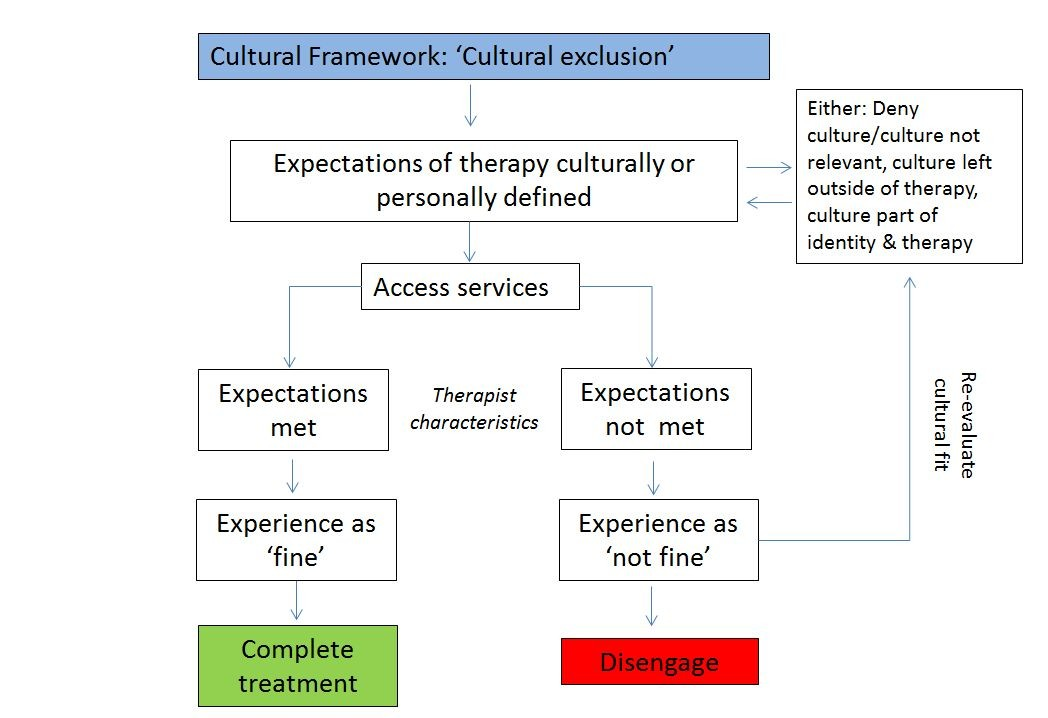 Cultural Framework: ‘Cultural exclusion’
Either: Deny
culture/culture not
relevant, culture left
outside of therapy,
culture part of
identity & therapy
Expectations of therapy culturally or
personally defined
Access services
Expectations
met
Therapist
characteristics
Expectations
not  met
Re-evaluate
cultural fit
Experience as
‘fine’
Experience as
‘not fine’
Complete
treatment
Disengage